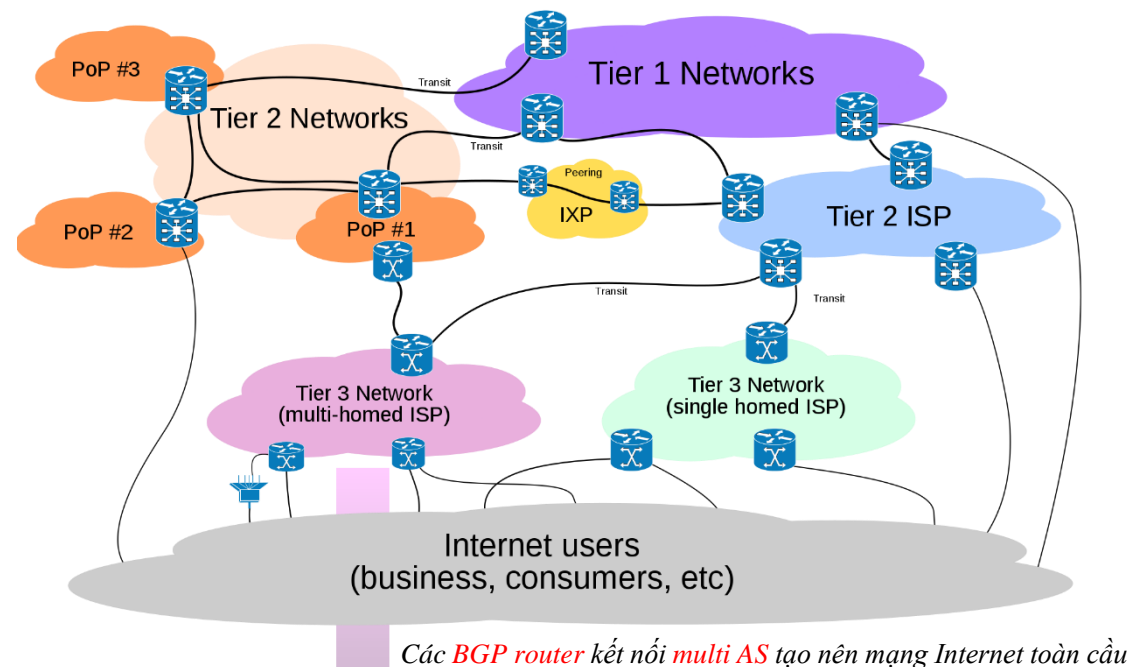 PoP #3
Transit
Tier 1 Networks
Tier 2 Networks
Transit
Peering
IXP
PoP #2
PoP #1
Tier 2 ISP
Transit
Transit
Tier 3 Network
(multi-homed ISP)
Tier 3 Network
(single homed ISP)
Internet users
(business, consumers, etc)
Các BGP router kết nối multi AS tạo nên mạng Internet toàn cầu